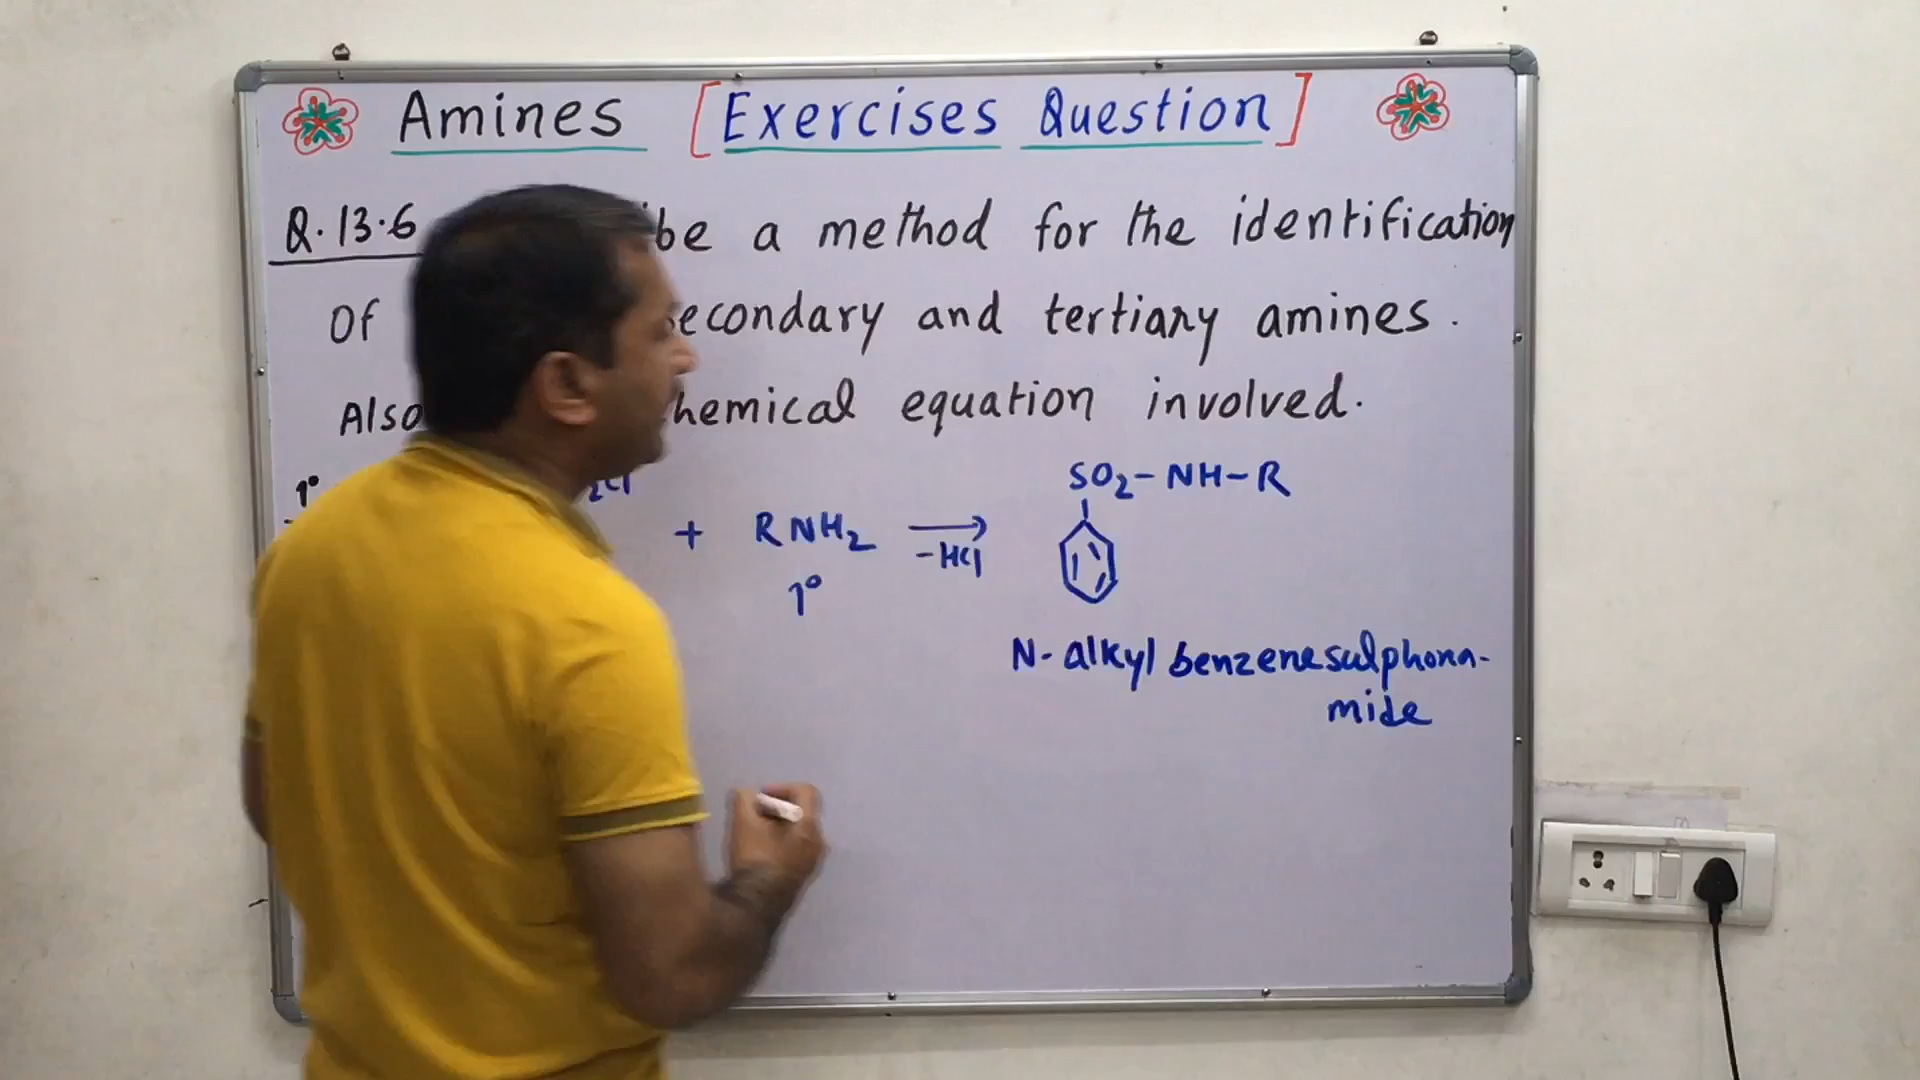 Amines [Exercises Question]
Q. 13.6 be a method for the identification
Of econdary and tertiary amines.
Also hemical equation involved.
1° 2Cl + RNH2 → -HCl SO2-NH-R
1°
N-alkyl benzenesulphona-
mide